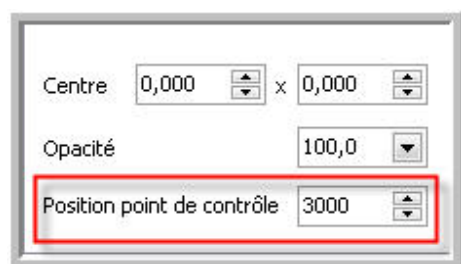 Centre 0,000 x 0,000
Opacité 100,0
Position point de contrôle 3000